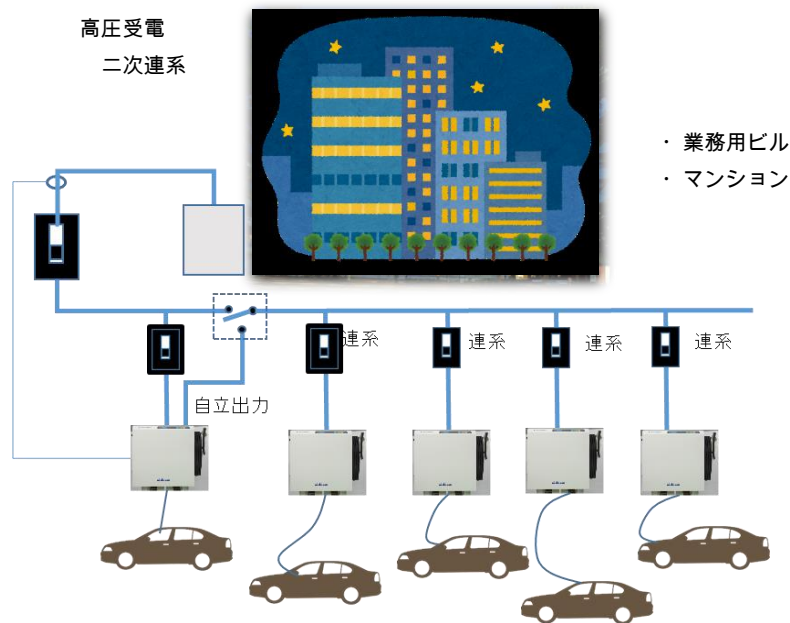 高圧受電
二次連系
・ 業務用ビル
・ マンション
連系
連系
連系
連系
自立出力